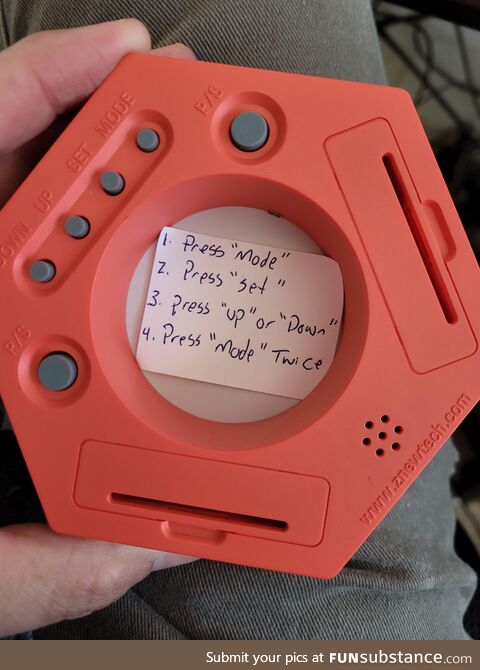 P/S
MODE
SET
UP
DOWN
P/S
1. Press "Mode"
2. Press "Set"
3. Press "up" or "Down"
4. Press "Mode" Twice
www.znewtech.com
Submit your pics at FUNsubstance.com